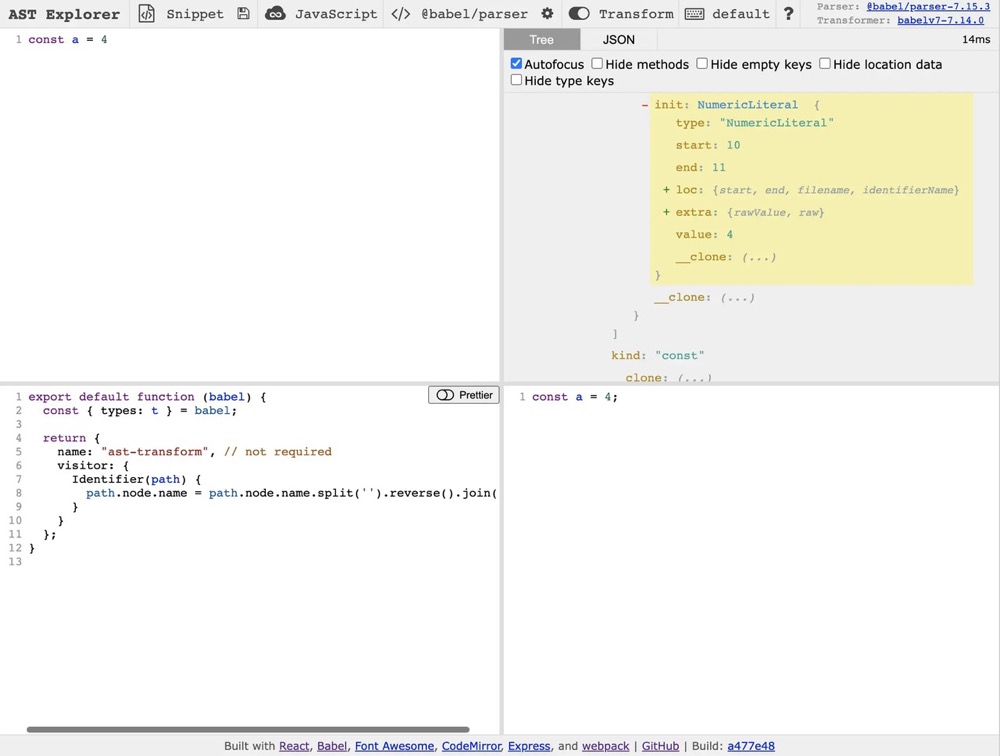 AST Explorer
Snippet
JavaScript
</> @babel/parser
Transform
default
?
Parser: @babel/parser-7.15.3
Transformer: babelv7-7.14.0
1 const a = 4
Tree
JSON
14ms
Autofocus Hide methods Hide empty keys Hide location data
Hide type keys
- init: NumericLiteral {
type: "NumericLiteral"
start: 10
end: 11
+ loc: {start, end, filename, identifierName}
+ extra: {rawValue, raw}
value: 4
__clone: (...)
}
__clone: (...)
}
]
kind: "const"
clone: (...)
Prettier
1 export default function (babel) {
2 const { types: t } = babel;
3
4 return {
5 name: "ast-transform", // not required
6 visitor: {
7 Identifier(path) {
8 path.node.name = path.node.name.split('').reverse().join(
9 }
10 }
11 };
12 }
13
1 const a = 4;
Built with React, Babel, Font Awesome, CodeMirror, Express, and webpack | GitHub | Build: a477e48